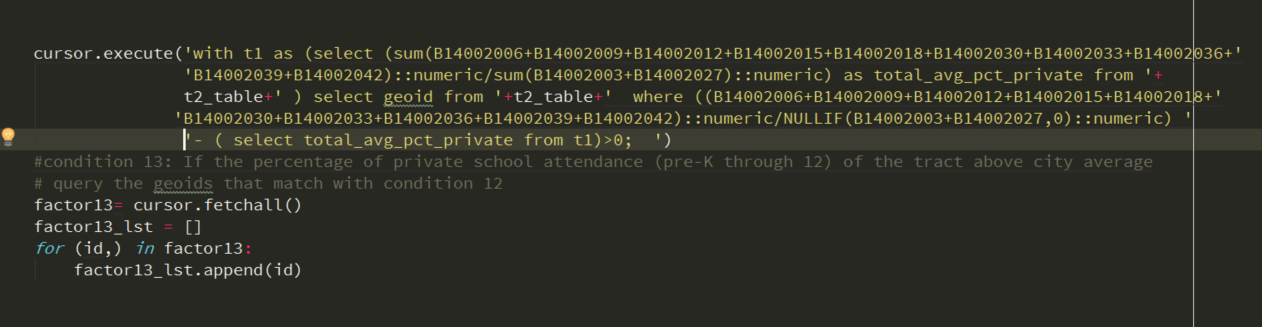 cursor.execute('with t1 as (select (sum(B14002006+B14002009+B14002012+B14002015+B14002018+B14002030+B14002033+B14002036+'
'B14002039+B14002042)::numeric/sum(B14002003+B14002027)::numeric) as total_avg_pct_private from '+
t2_table+' ) select geoid from '+t2_table+'  where ((B14002006+B14002009+B14002012+B14002015+B14002018+'
'B14002030+B14002033+B14002036+B14002039+B14002042)::numeric/NULLIF(B14002003+B14002027,0)::numeric) '
'- ( select total_avg_pct_private from t1)>0;  ')
#condition 13: If the percentage of private school attendance (pre-K through 12) of the tract above city average
# query the geoids that match with condition 12
factor13= cursor.fetchall()
factor13_lst = []
for (id,) in factor13:
    factor13_lst.append(id)